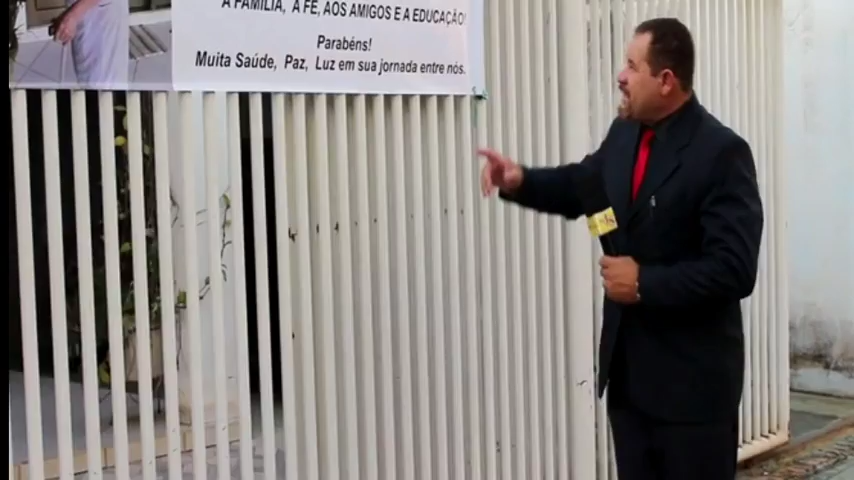 A FAMÍLIA, A FÉ, AOS AMIGOS E A EDUCAÇÃO!
Parabéns!
Muita Saúde, Paz, Luz em sua jornada entre nós.